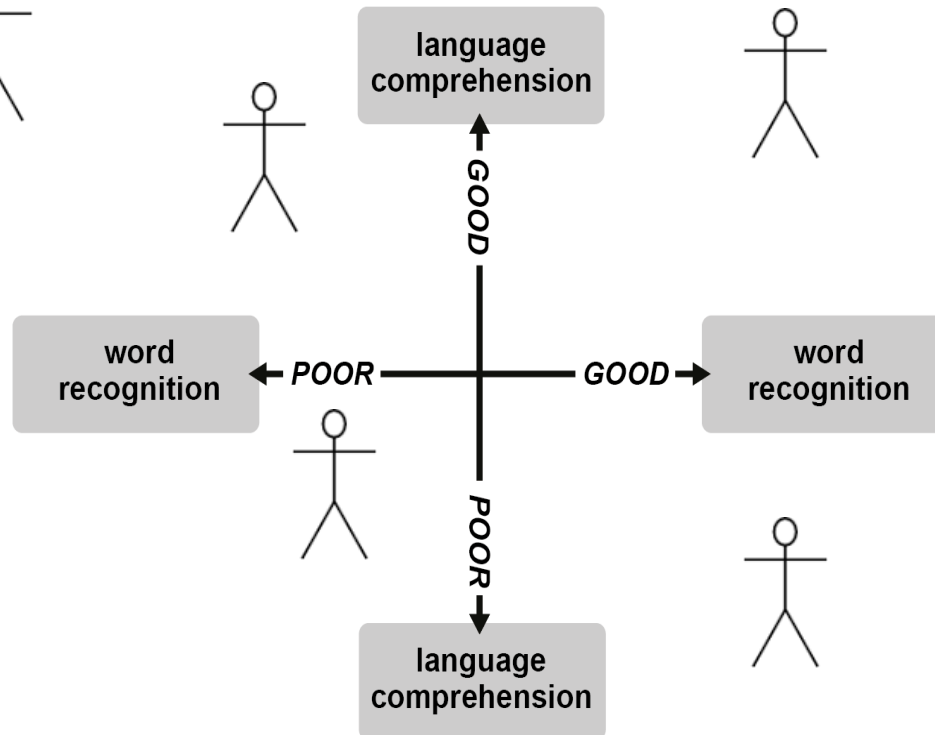 language
comprehension
GOOD
word
recognition
POOR
GOOD
word
recognition
POOR
language
comprehension